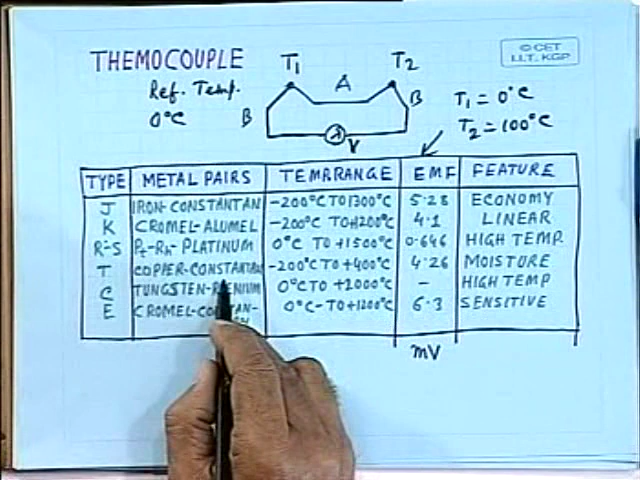 THEMOCOUPLE
© CET
I.I.T. KGP
Ref. Temp.
0°C
T1 A T2
B B
V
T1 = 0°C
T2 = 100°C
TYPE METAL PAIRS TEMP.RANGE EMF FEATURE
J IRON-CONSTANTAN -200°C TO 1300°C 5.28 ECONOMY
K CROMEL-ALUMEL -200°C TO +1200°C 4.1 LINEAR
R-S Pt-Rh-PLATINUM 0°C TO +1500°C 0.646 HIGH TEMP.
T COPIER-CONSTANTAN -200°C TO +400°C 4.26 MOISTURE
C TUNGSTEN- 0°C TO +2000°C - HIGH TEMP
E 0°C-TO +1200°C 6.3 SENSITIVE
mV